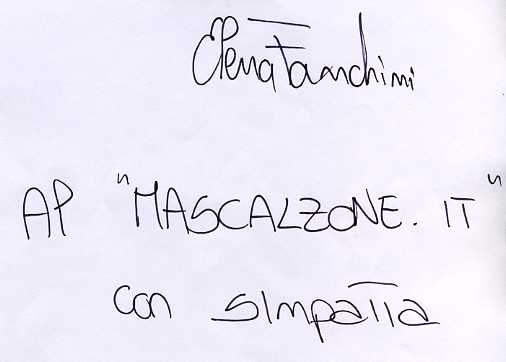 Elena Fanchini
AP "MASCALZONE.IT"
con simpatia